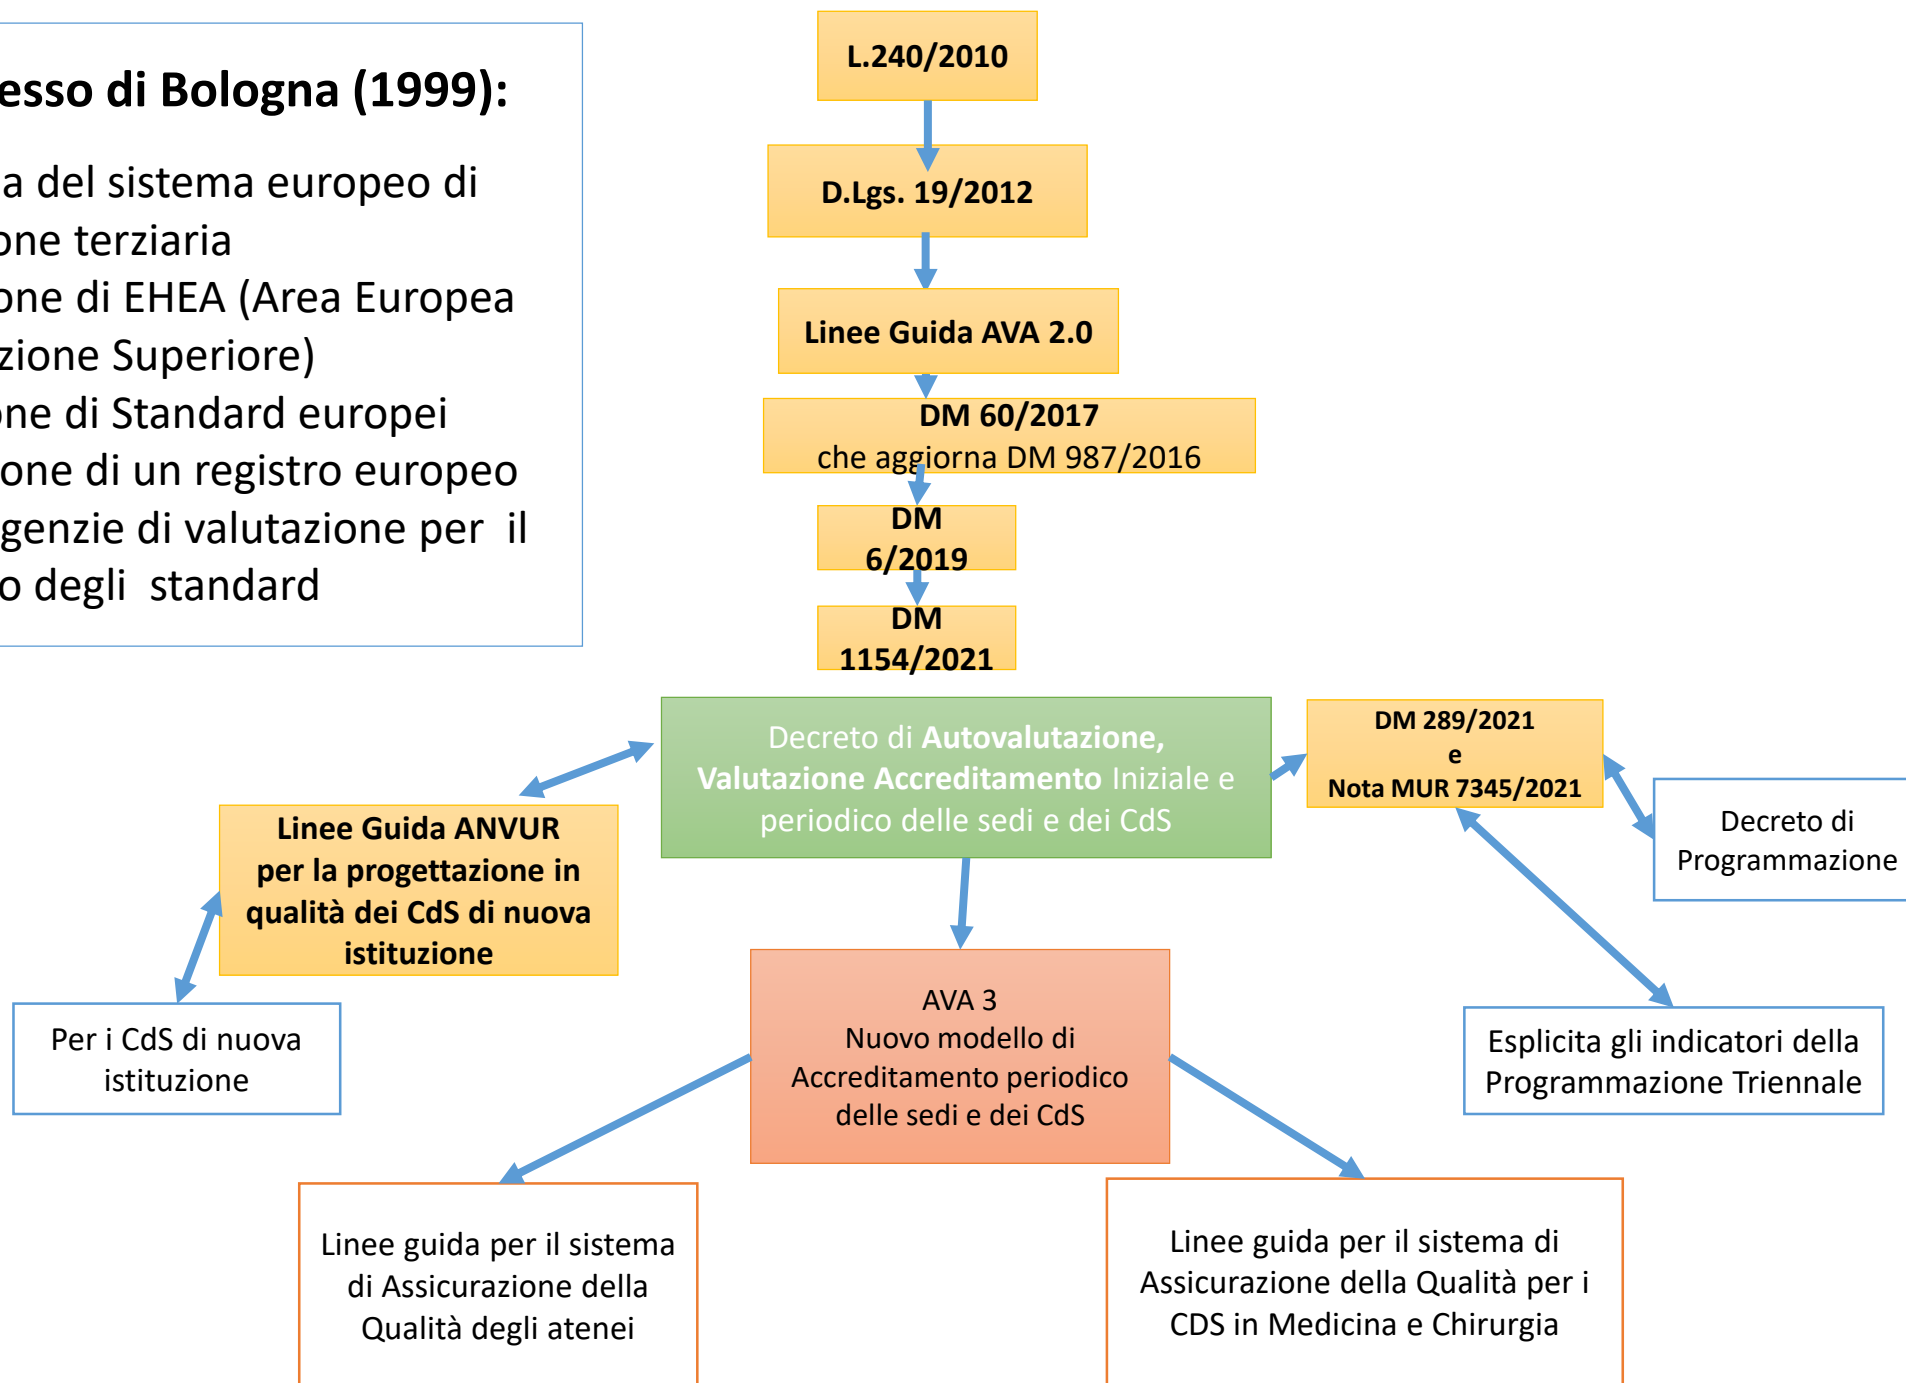 esso di Bologna (1999):
a del sistema europeo di
one terziaria
one di EHEA (Area Europea
zione Superiore)
one di Standard europei
one di un registro europeo
genzie di valutazione per il
o degli standard
L.240/2010
D.Lgs. 19/2012
Linee Guida AVA 2.0
DM 60/2017
che aggiorna DM 987/2016
DM
6/2019
DM
1154/2021
Decreto di Autovalutazione,
Valutazione Accreditamento Iniziale e
periodico delle sedi e dei CdS
DM 289/2021
e
Nota MUR 7345/2021
Decreto di
Programmazione
Linee Guida ANVUR
per la progettazione in
qualità dei CdS di nuova
istituzione
Per i CdS di nuova
istituzione
AVA 3
Nuovo modello di
Accreditamento periodico
delle sedi e dei CdS
Esplicita gli indicatori della
Programmazione Triennale
Linee guida per il sistema
di Assicurazione della
Qualità degli atenei
Linee guida per il sistema di
Assicurazione della Qualità per i
CDS in Medicina e Chirurgia